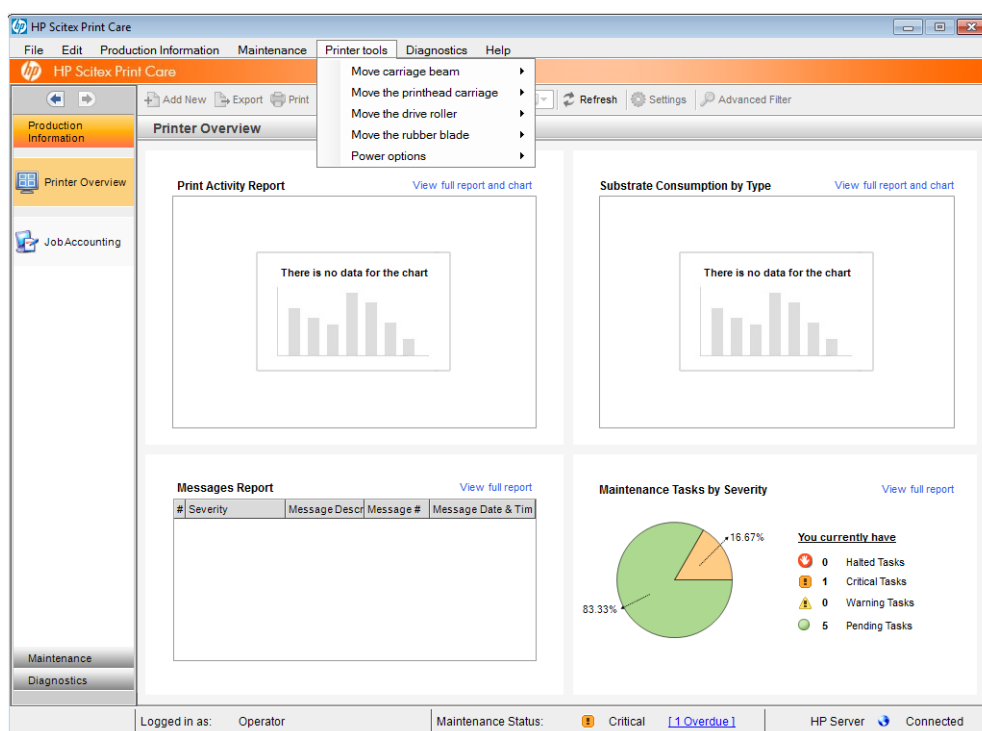 HP Scitex Print Care
File Edit Production Information Maintenance Printer tools Diagnostics Help
hp HP Scitex Print Care
Move carriage beam
Move the printhead carriage
Move the drive roller
Move the rubber blade
Power options
Add New Export Print Refresh Settings Advanced Filter
Production
Information
Printer Overview
Printer Overview
Job Accounting
Print Activity Report View full report and chart
There is no data for the chart
Substrate Consumption by Type View full report and chart
There is no data for the chart
Messages Report View full report
# Severity Message Descr Message # Message Date & Tim
Maintenance Tasks by Severity View full report
16.67%
83.33%
You currently have
0 Halted Tasks
1 Critical Tasks
0 Warning Tasks
5 Pending Tasks
Maintenance
Diagnostics
Logged in as: Operator Maintenance Status: Critical [ 1 Overdue ] HP Server Connected